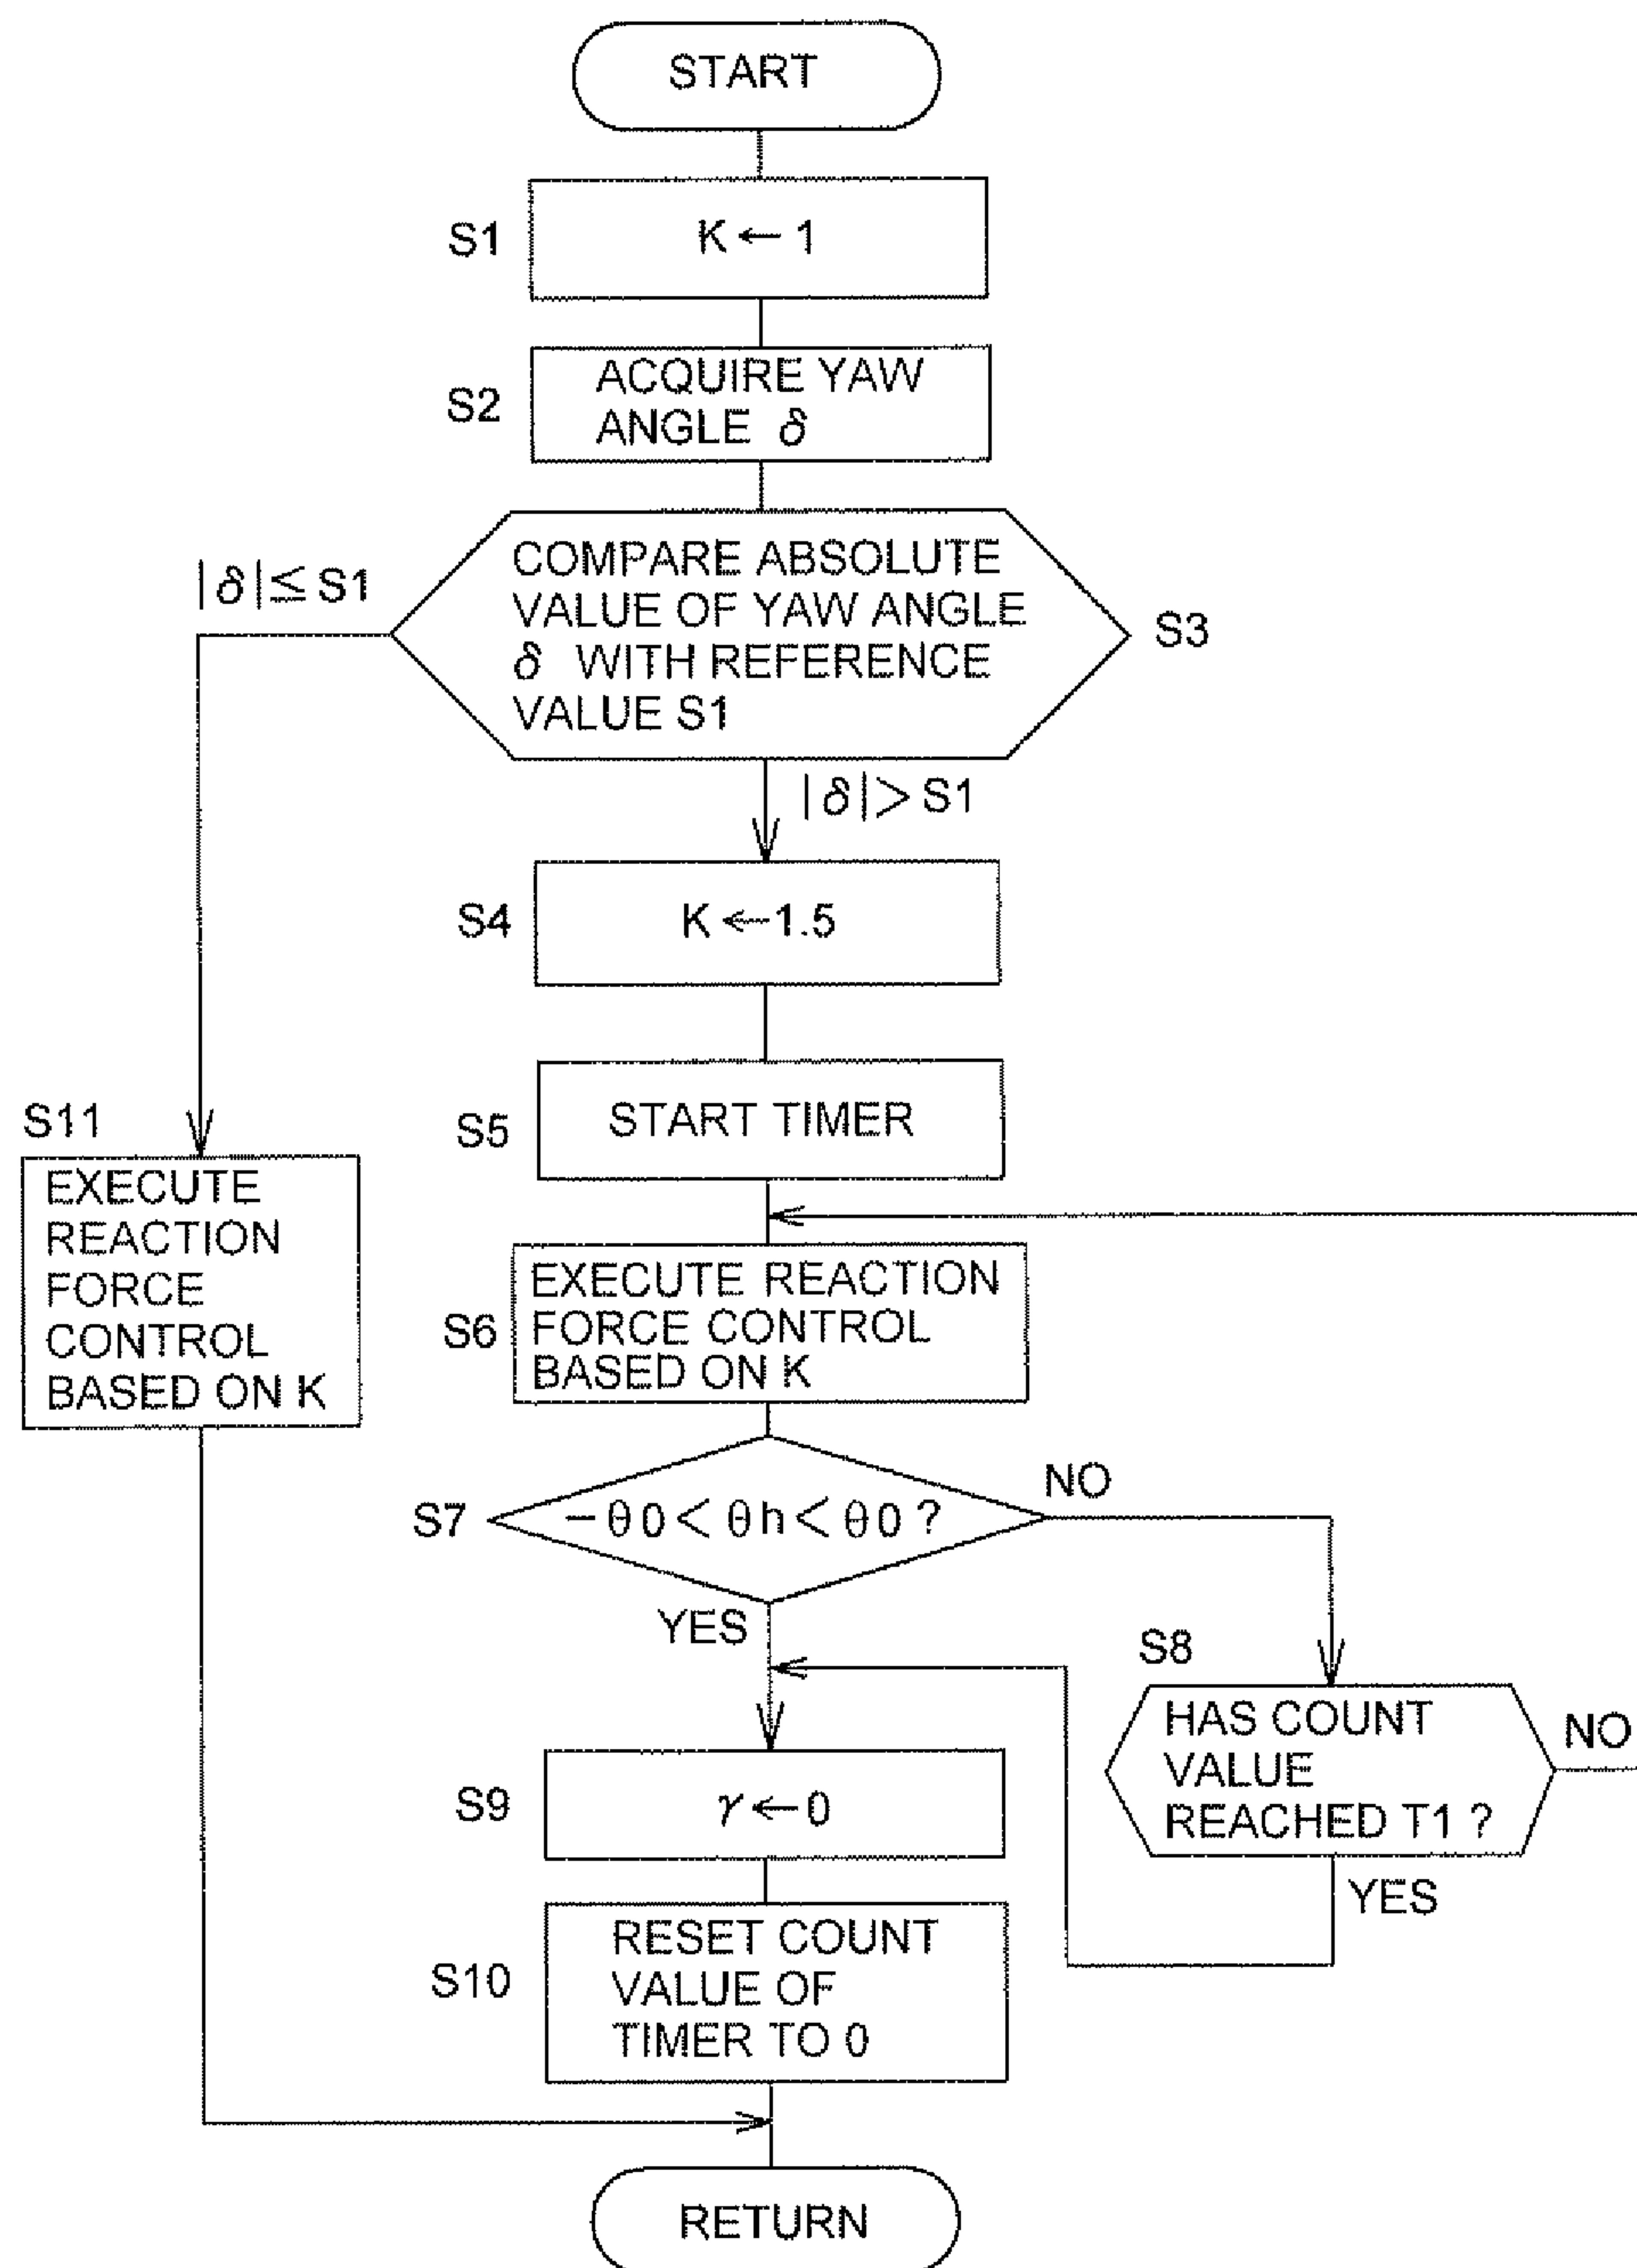 START
S1
K ← 1
S2
ACQUIRE YAW
ANGLE δ
|δ| ≦ S1
COMPARE ABSOLUTE
VALUE OF YAW ANGLE
δ WITH REFERENCE
VALUE S1
S3
|δ| > S1
S4
K ← 1.5
S5
START TIMER
S11
EXECUTE
REACTION
FORCE
CONTROL
BASED ON K
S6
EXECUTE REACTION
FORCE CONTROL
BASED ON K
S7
−θ0 < θh < θ0 ?
NO
YES
S8
HAS COUNT
VALUE
REACHED T1 ?
NO
YES
S9
γ ← 0
S10
RESET COUNT
VALUE OF
TIMER TO 0
RETURN